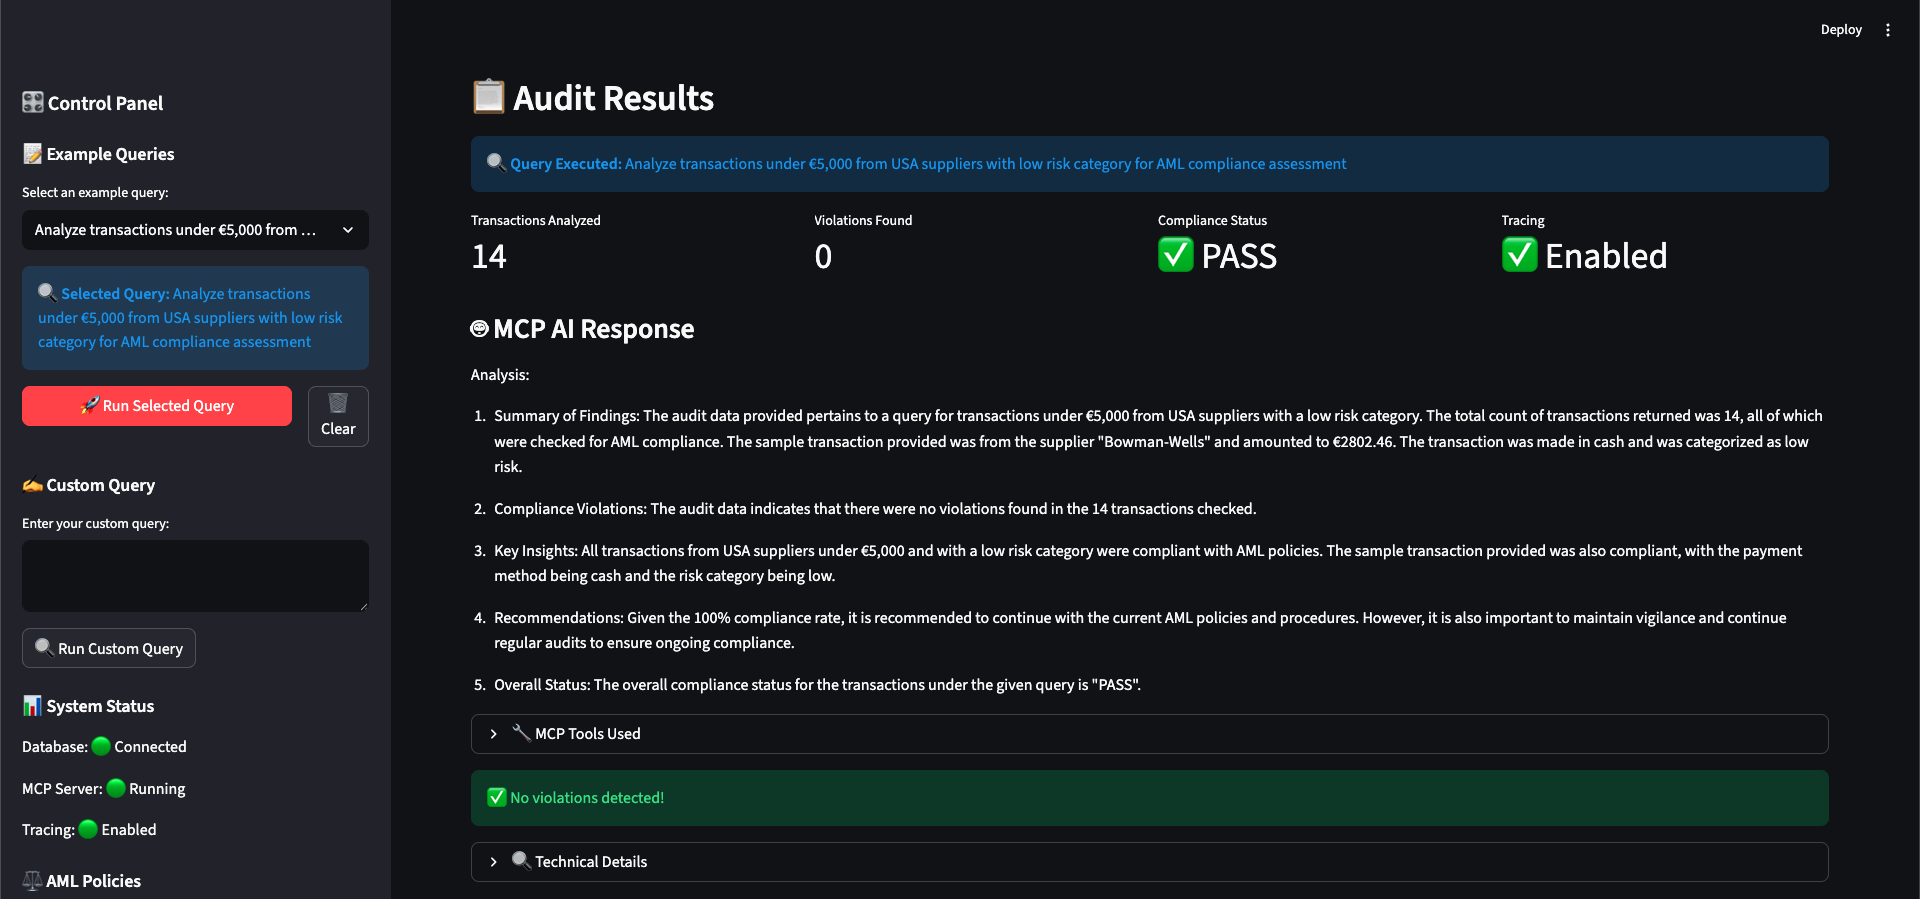 Deploy
Control Panel
Example Queries
Select an example query:
Analyze transactions under €5,000 from ...
Selected Query: Analyze transactions
under €5,000 from USA suppliers with low risk
category for AML compliance assessment
Run Selected Query
Clear
Custom Query
Enter your custom query:
Run Custom Query
System Status
Database: Connected
MCP Server: Running
Tracing: Enabled
AML Policies
Audit Results
Query Executed: Analyze transactions under €5,000 from USA suppliers with low risk category for AML compliance assessment
Transactions Analyzed
14
Violations Found
0
Compliance Status
PASS
Tracing
Enabled
MCP AI Response
Analysis:
1. Summary of Findings: The audit data provided pertains to a query for transactions under €5,000 from USA suppliers with a low risk category. The total count of transactions returned was 14, all of which
were checked for AML compliance. The sample transaction provided was from the supplier "Bowman-Wells" and amounted to €2802.46. The transaction was made in cash and was categorized as low
risk.
2. Compliance Violations: The audit data indicates that there were no violations found in the 14 transactions checked.
3. Key Insights: All transactions from USA suppliers under €5,000 and with a low risk category were compliant with AML policies. The sample transaction provided was also compliant, with the payment
method being cash and the risk category being low.
4. Recommendations: Given the 100% compliance rate, it is recommended to continue with the current AML policies and procedures. However, it is also important to maintain vigilance and continue
regular audits to ensure ongoing compliance.
5. Overall Status: The overall compliance status for the transactions under the given query is "PASS".
MCP Tools Used
No violations detected!
Technical Details